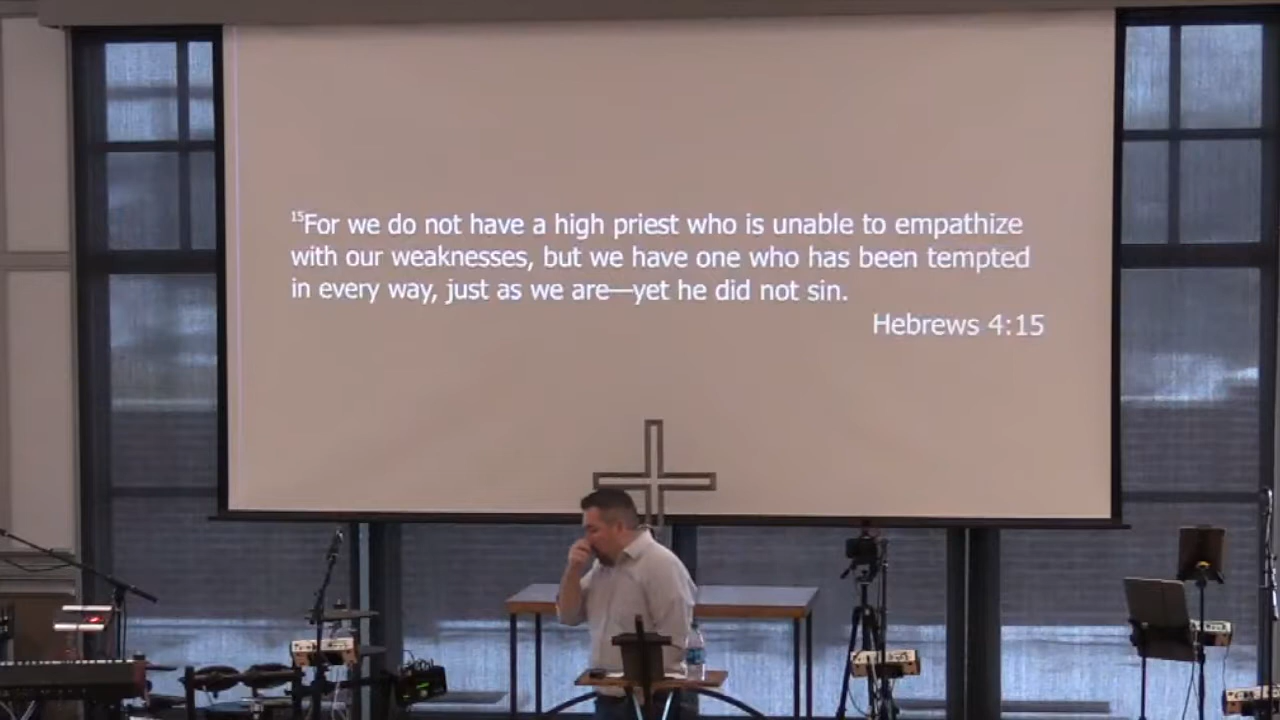 ¹⁵For we do not have a high priest who is unable to empathize
with our weaknesses, but we have one who has been tempted
in every way, just as we are—yet he did not sin.
Hebrews 4:15